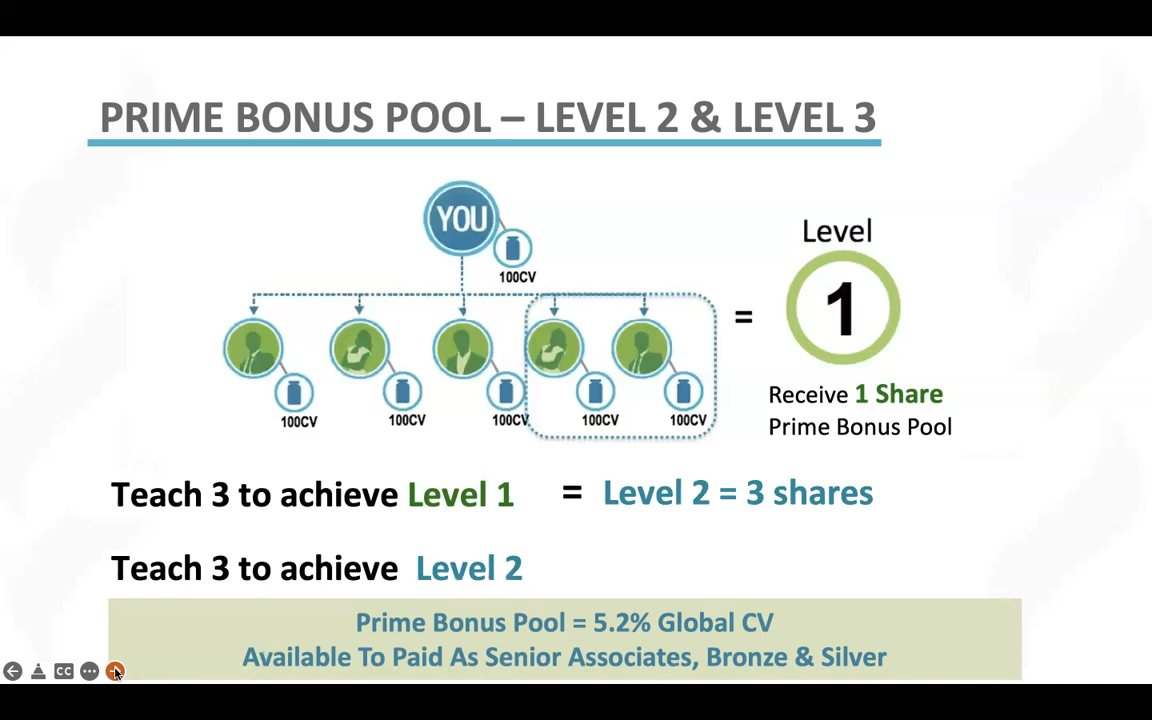 PRIME BONUS POOL – LEVEL 2 & LEVEL 3
YOU
100CV
Level
1
=
100CV 100CV 100CV 100CV 100CV
Receive 1 Share
Prime Bonus Pool
Teach 3 to achieve Level 1 = Level 2 = 3 shares
Teach 3 to achieve Level 2
Prime Bonus Pool = 5.2% Global CV
Available To Paid As Senior Associates, Bronze & Silver
CC